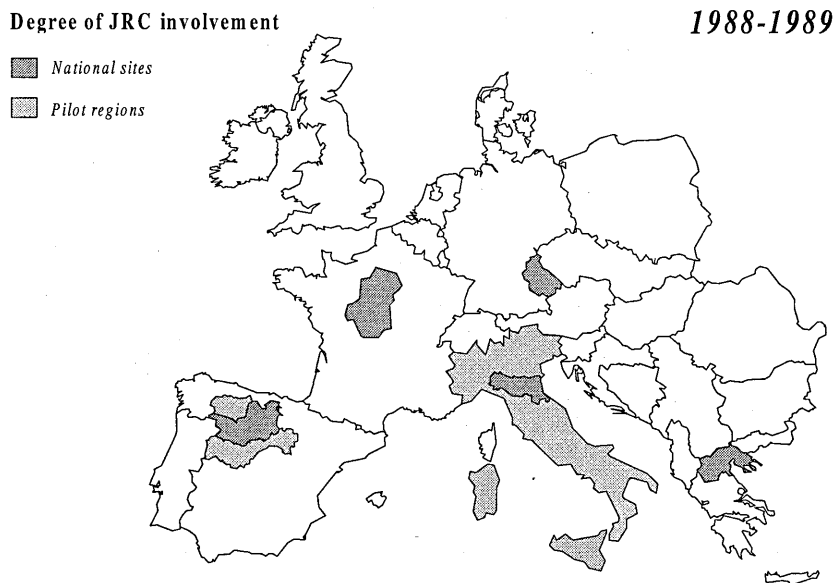 Degree of JRC involvement
1988-1989
National sites
Pilot regions